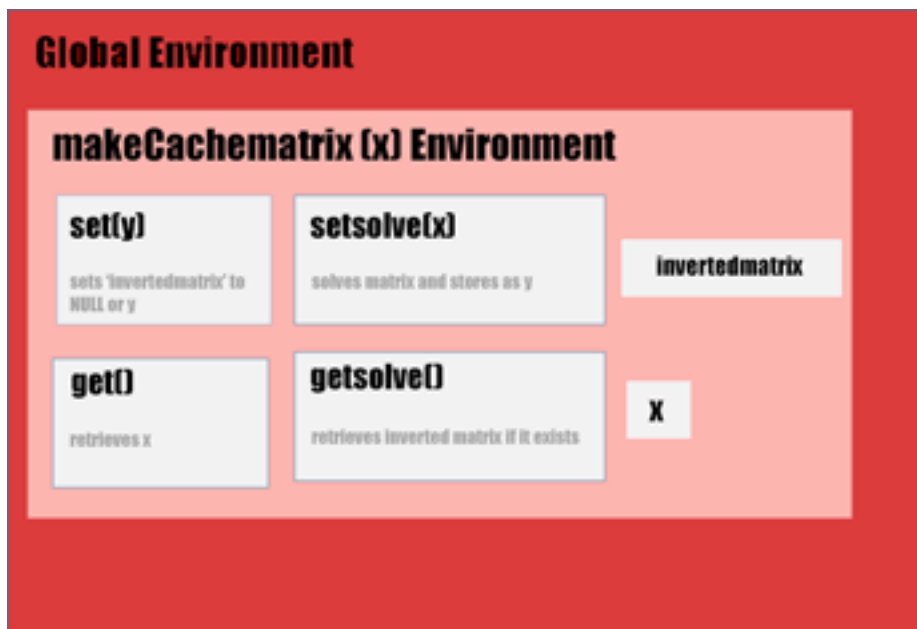 Global Environment
makeCachematrix (x) Environment
set(y)
sets 'invertedmatrix' to
NULL or y
setsolve(x)
solves matrix and stores as y
invertedmatrix
get()
retrieves x
getsolve()
retrieves inverted matrix if it exists
x